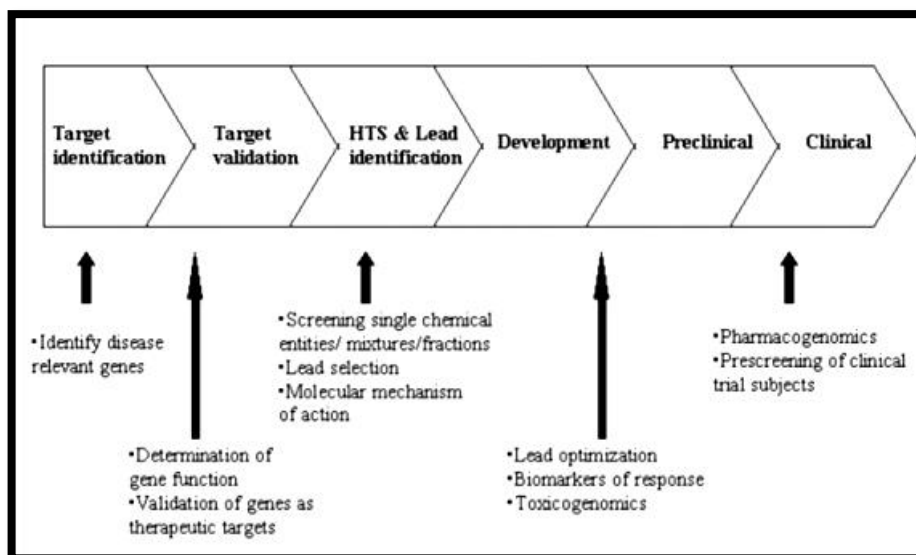 Target
identification
Target
validation
HTS & Lead
identification
Development
Preclinical
Clinical
•Identify disease
relevant genes
•Determination of
gene function
•Validation of genes as
therapeutic targets
•Screening single chemical
entities/ mixtures/fractions
•Lead selection
•Molecular mechanism
of action
•Lead optimization
•Biomarkers of response
•Toxicogenomics
•Pharmacogenomics
•Prescreening of clinical
trial subjects